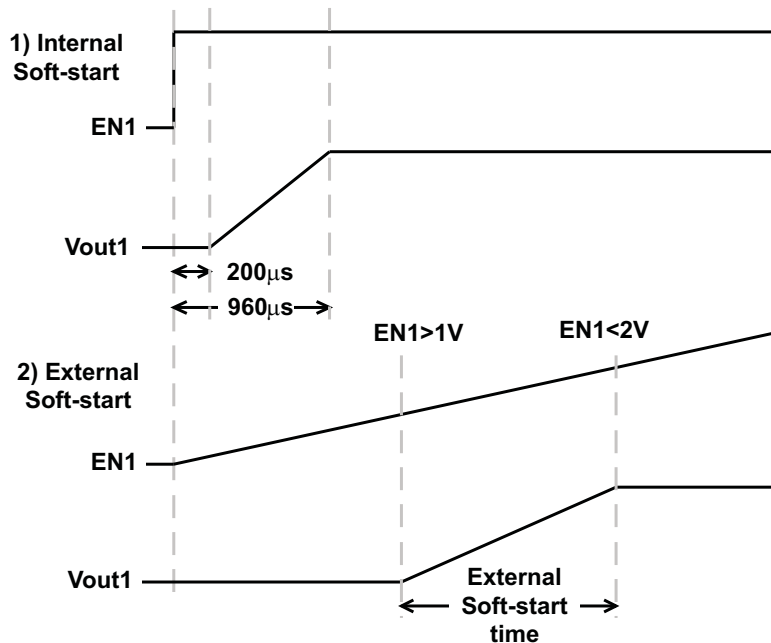 1) Internal
Soft-start
EN1
Vout1
200μs
960μs
EN1>1V
EN1<2V
2) External
Soft-start
EN1
Vout1
External
Soft-start
time